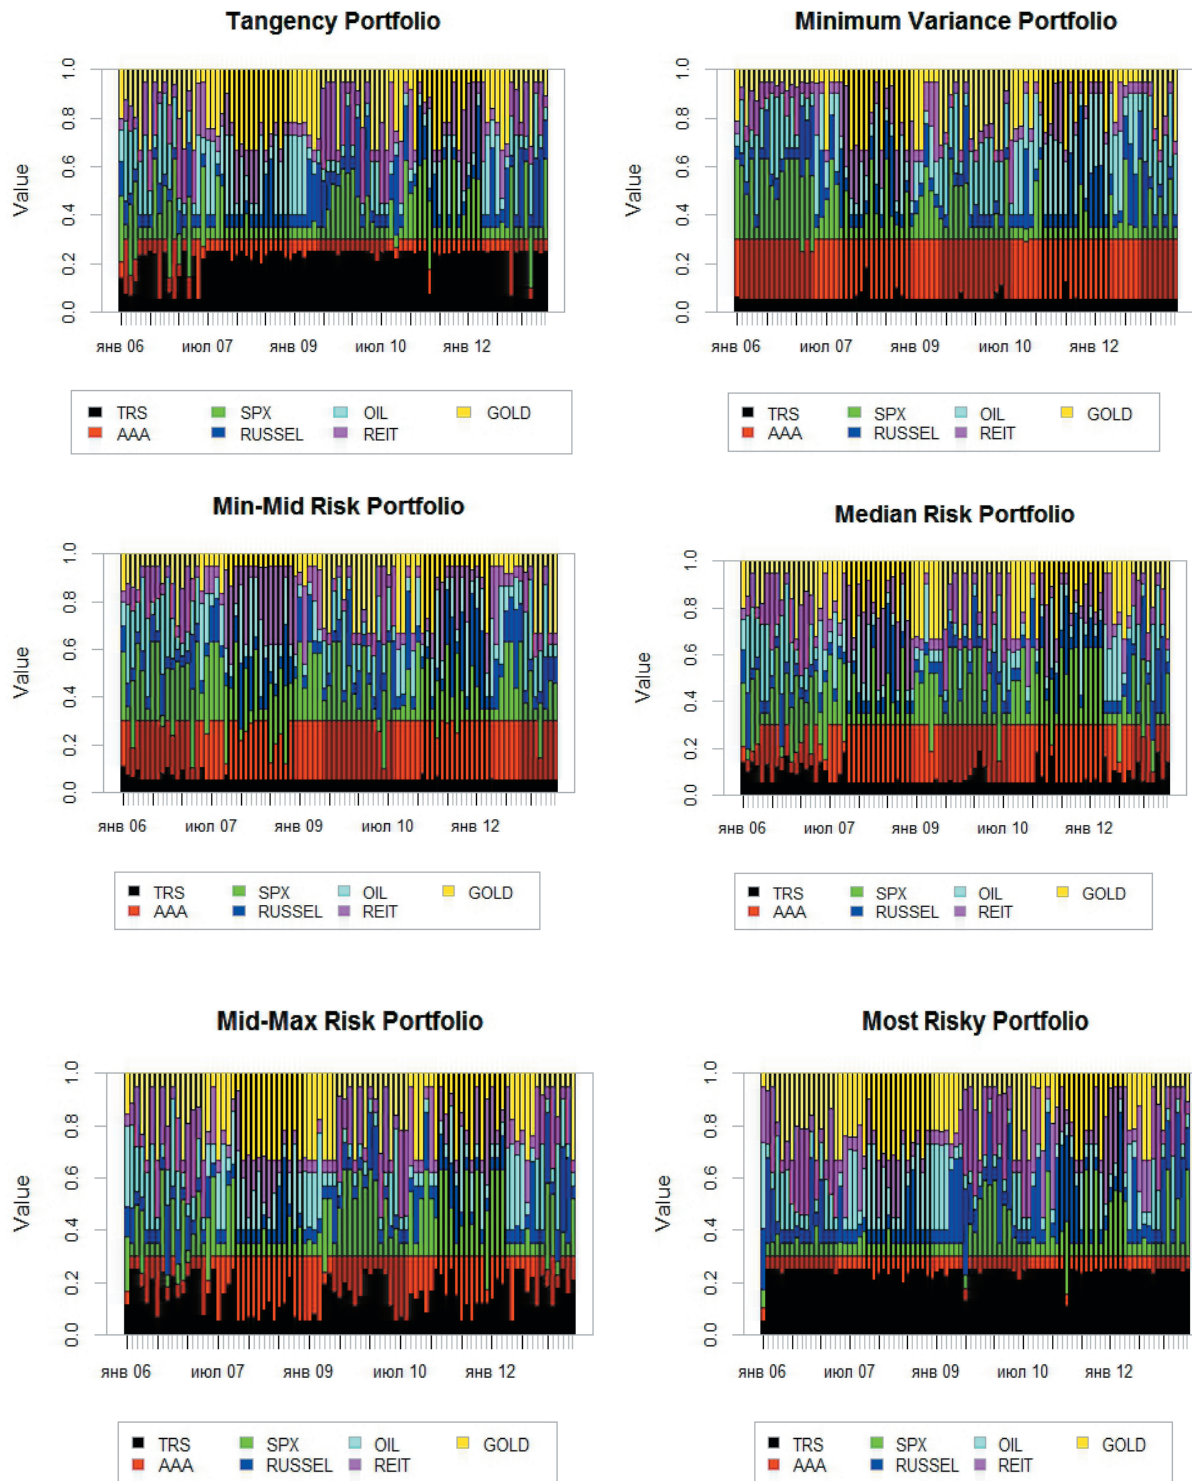 Tangency Portfolio
Value
1.0
0.8
0.6
0.4
0.2
0.0
янв 06 июл 07 янв 09 июл 10 янв 12
TRS SPX OIL GOLD
AAA RUSSEL REIT
Minimum Variance Portfolio
Value
1.0
0.8
0.6
0.4
0.2
0.0
янв 06 июл 07 янв 09 июл 10 янв 12
TRS SPX OIL GOLD
AAA RUSSEL REIT
Min-Mid Risk Portfolio
Value
1.0
0.8
0.6
0.4
0.2
0.0
янв 06 июл 07 янв 09 июл 10 янв 12
TRS SPX OIL GOLD
AAA RUSSEL REIT
Median Risk Portfolio
Value
1.0
0.8
0.6
0.4
0.2
0.0
янв 06 июл 07 янв 09 июл 10 янв 12
TRS SPX OIL GOLD
AAA RUSSEL REIT
Mid-Max Risk Portfolio
Value
1.0
0.8
0.6
0.4
0.2
0.0
янв 06 июл 07 янв 09 июл 10 янв 12
TRS SPX OIL GOLD
AAA RUSSEL REIT
Most Risky Portfolio
Value
1.0
0.8
0.6
0.4
0.2
0.0
янв 06 июл 07 янв 09 июл 10 янв 12
TRS SPX OIL GOLD
AAA RUSSEL REIT